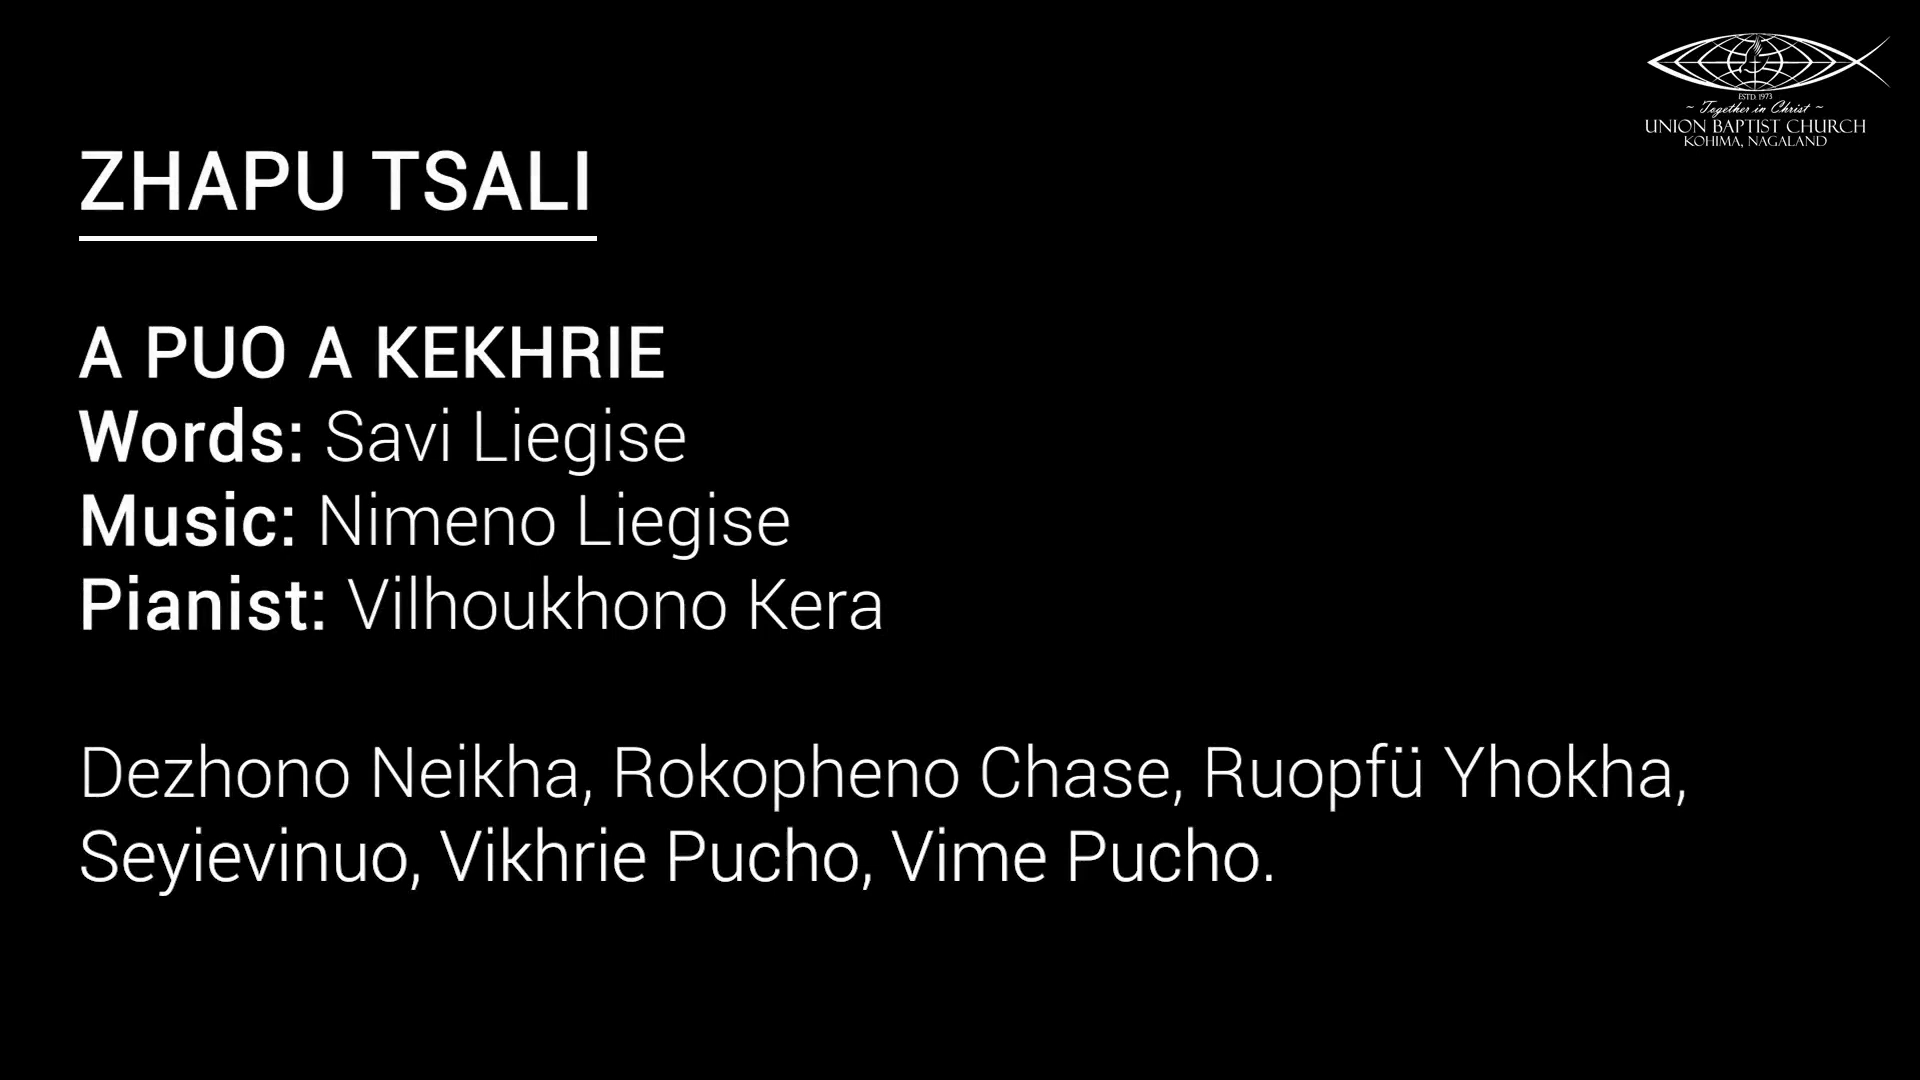 ESTD. 1973
~ Together in Christ ~
UNION BAPTIST CHURCH
KOHIMA, NAGALAND
ZHAPU TSALI
A PUO A KEKHRIE
Words: Savi Liegise
Music: Nimeno Liegise
Pianist: Vilhoukhono Kera
Dezhono Neikha, Rokopheno Chase, Ruopfü Yhokha,
Seyievinuo, Vikhrie Pucho, Vime Pucho.